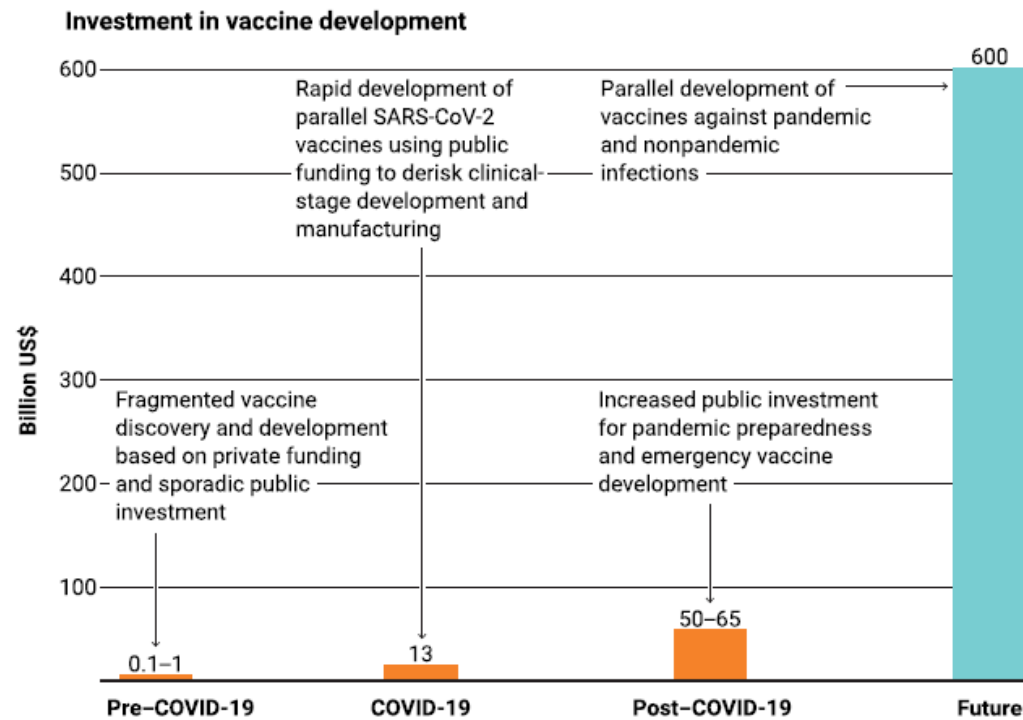 Investment in vaccine development
Billion US$
600
500
400
300
200
100
Fragmented vaccine
discovery and development
based on private funding
and sporadic public
investment
0.1–1
Pre–COVID-19
Rapid development of
parallel SARS-CoV-2
vaccines using public
funding to derisk clinical-
stage development and
manufacturing
13
COVID-19
Increased public investment
for pandemic preparedness
and emergency vaccine
development
50–65
Post–COVID-19
Parallel development of
vaccines against pandemic
and nonpandemic
infections
600
Future